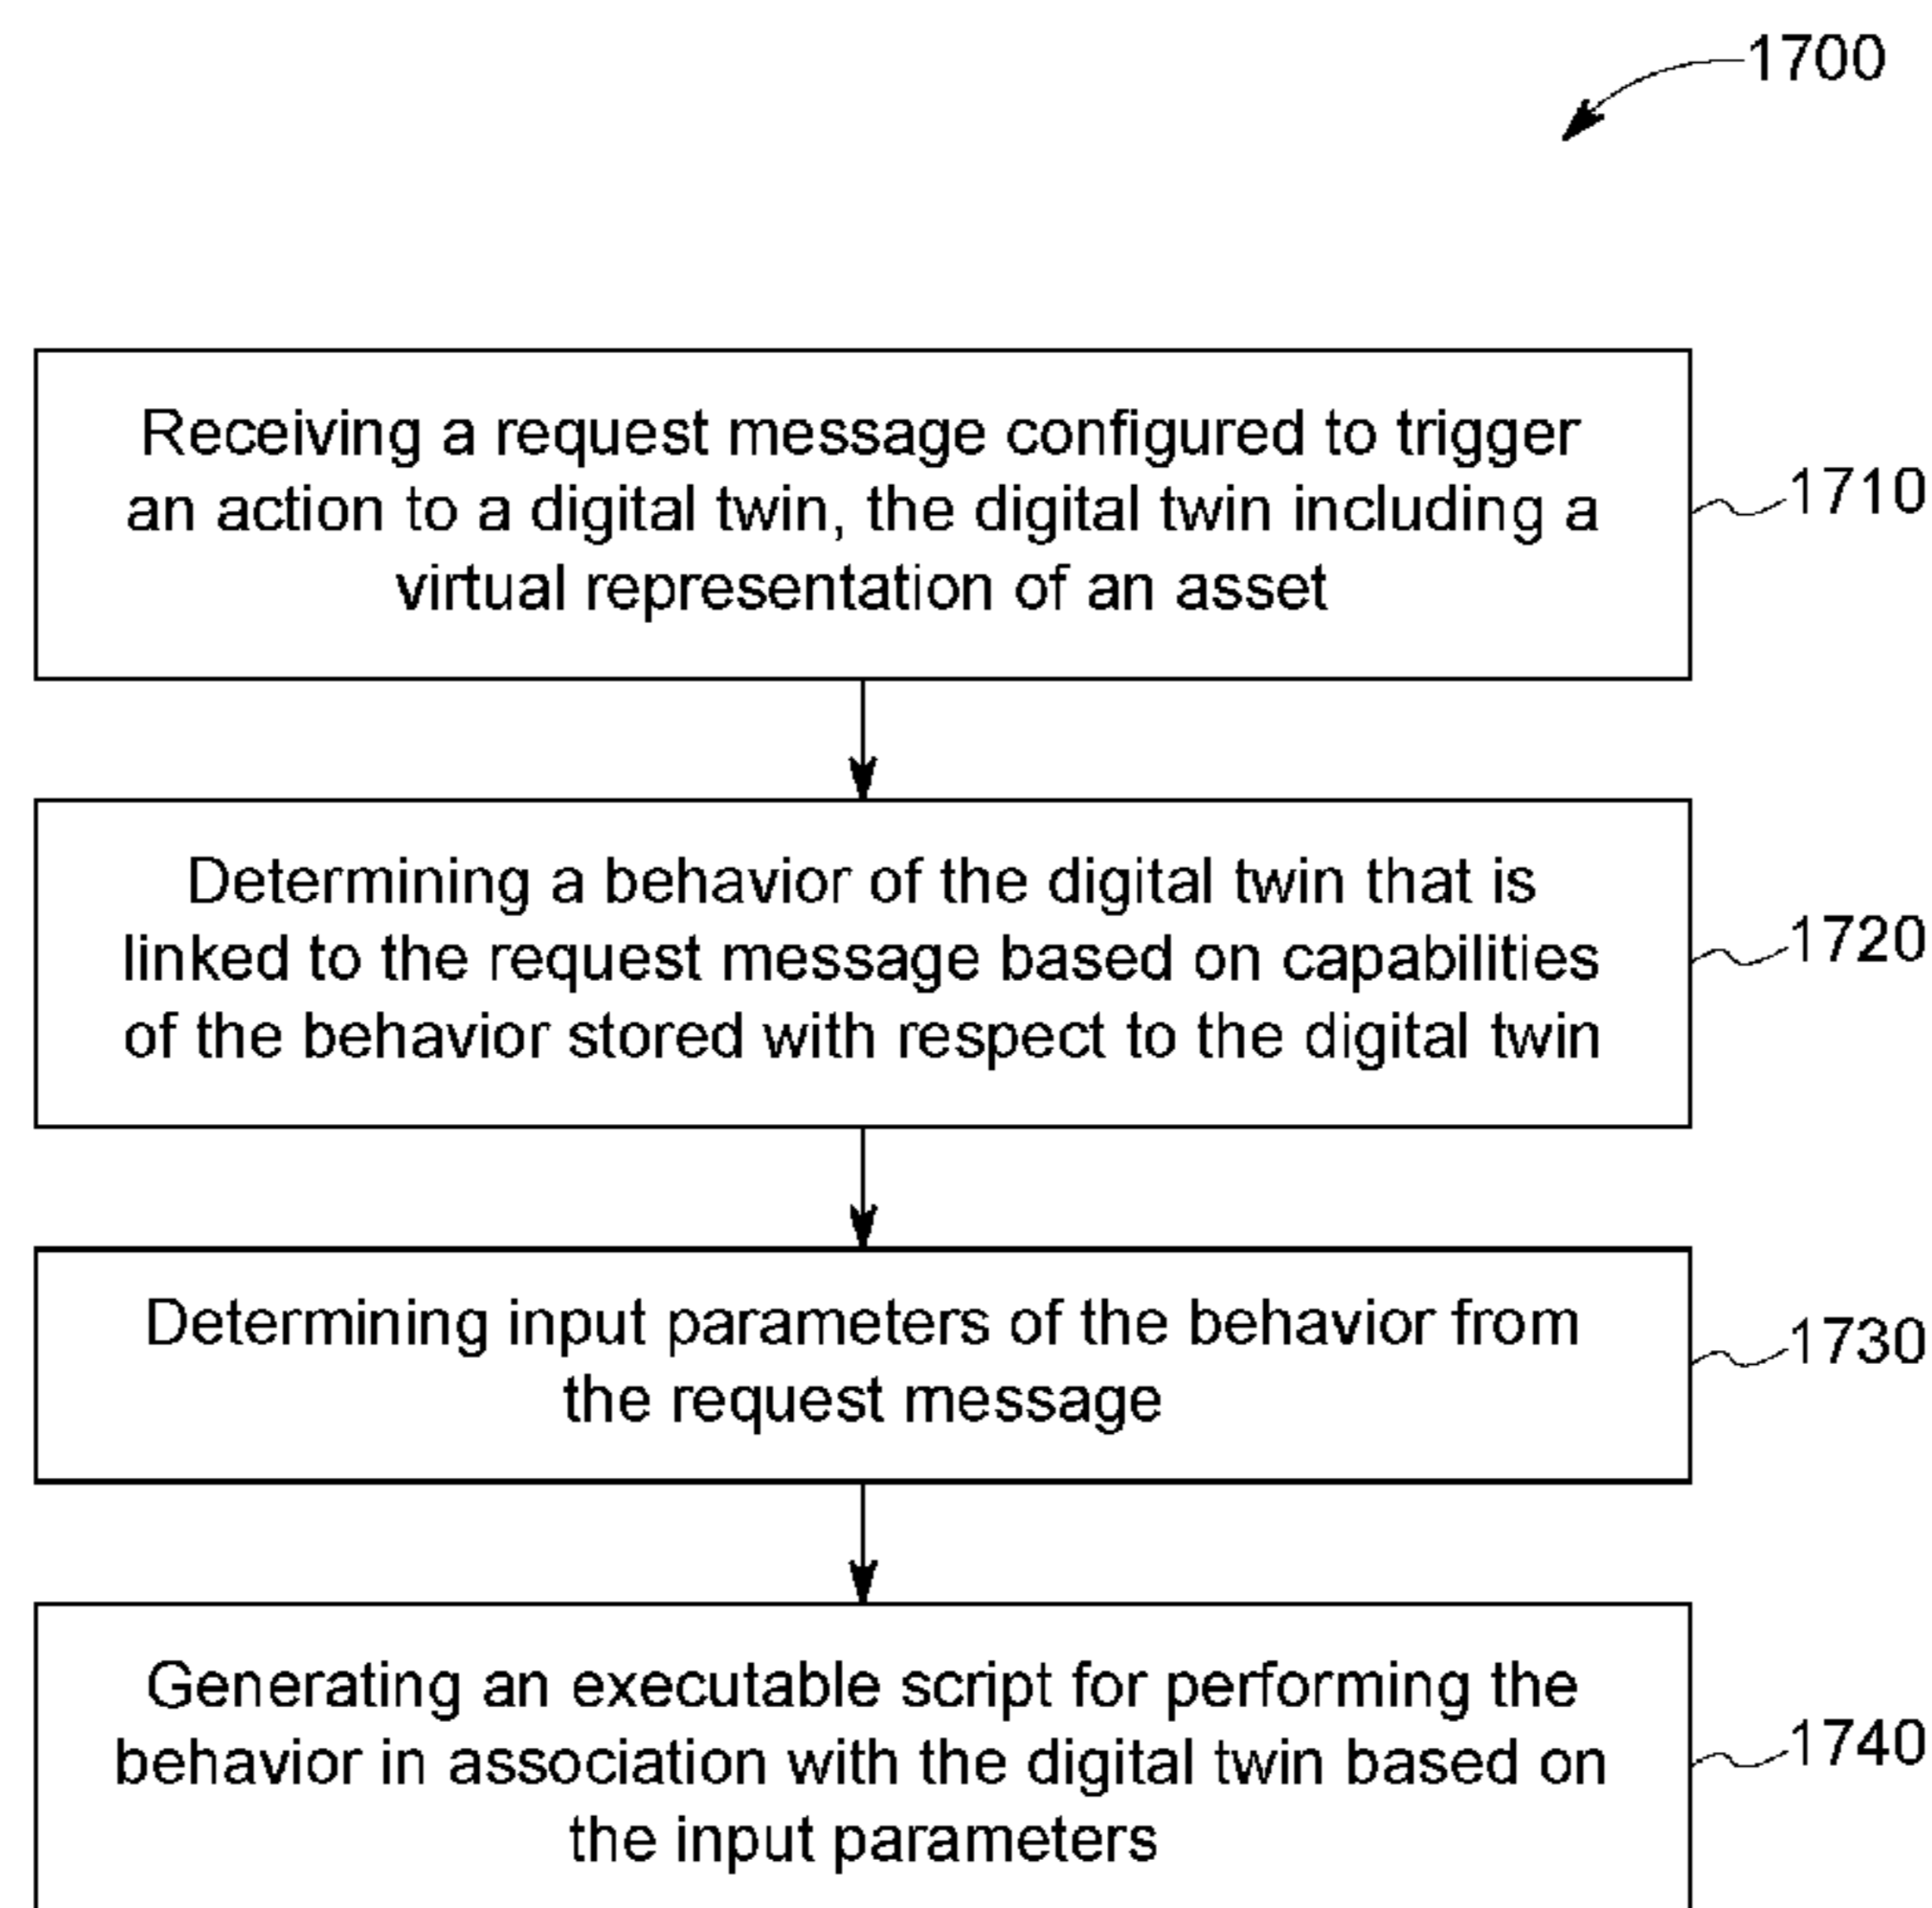 1700
Receiving a request message configured to trigger
an action to a digital twin, the digital twin including a
virtual representation of an asset
1710
Determining a behavior of the digital twin that is
linked to the request message based on capabilities
of the behavior stored with respect to the digital twin
1720
Determining input parameters of the behavior from
the request message
1730
Generating an executable script for performing the
behavior in association with the digital twin based on
the input parameters
1740